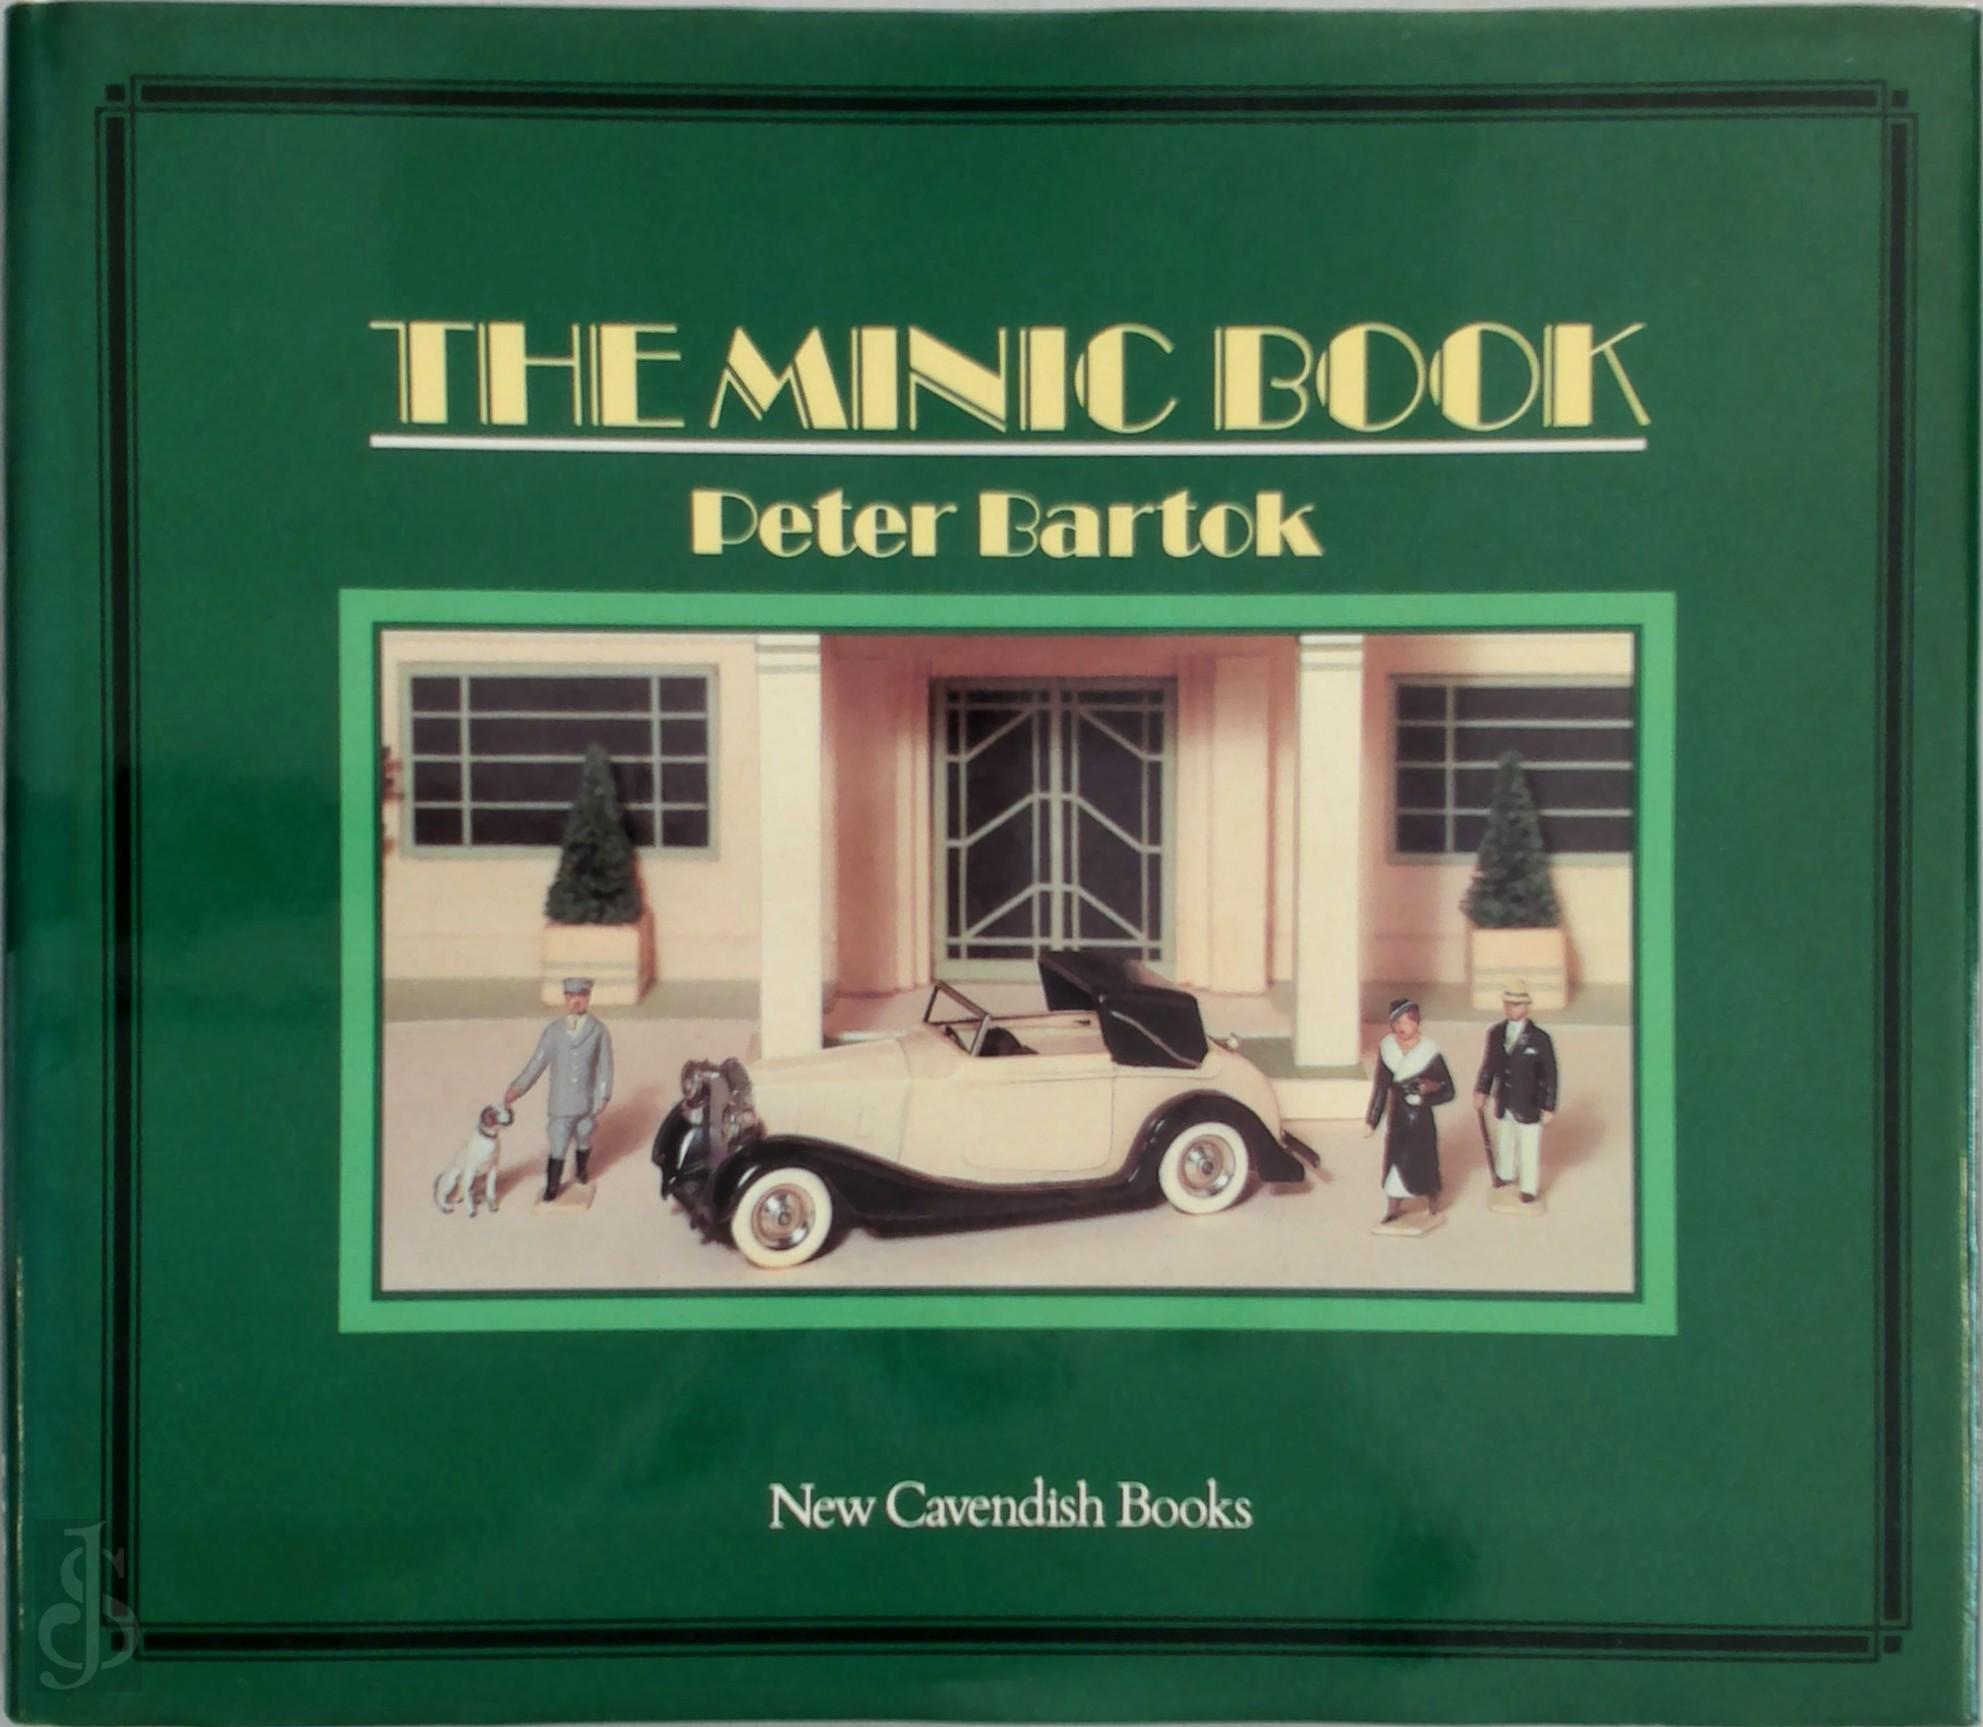 THE MINIC BOOK
Peter Bartok
New Cavendish Books